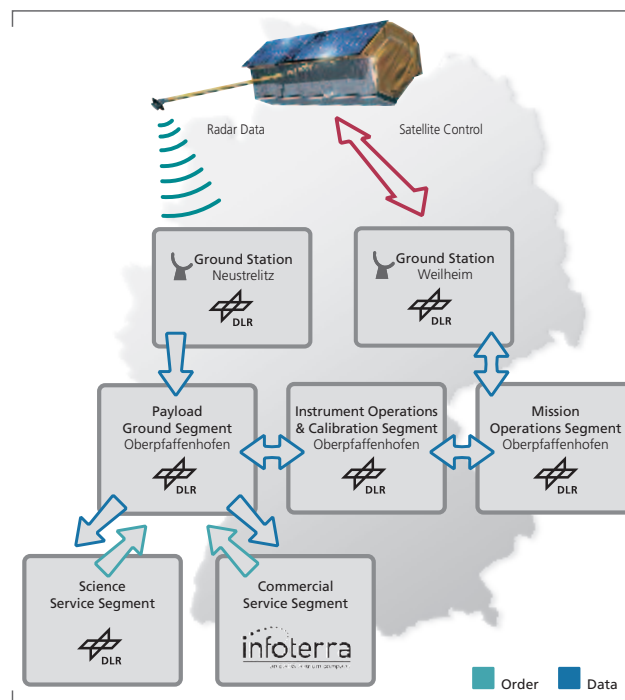 Radar Data
Satellite Control
Ground Station
Neustrelitz
DLR
Ground Station
Weilheim
DLR
Payload
Ground Segment
Oberpfaffenhofen
DLR
Instrument Operations
& Calibration Segment
Oberpfaffenhofen
DLR
Mission
Operations Segment
Oberpfaffenhofen
DLR
Science
Service Segment
DLR
Commercial
Service Segment
infoterra
Order
Data